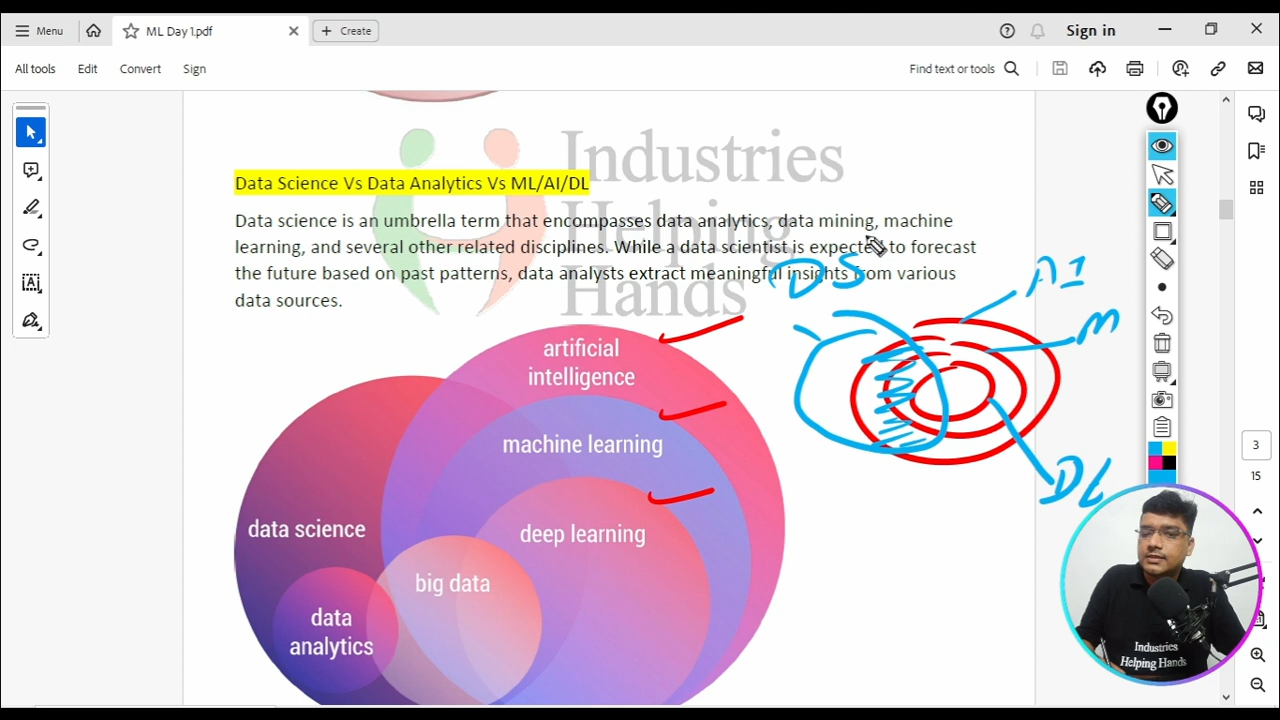 Menu
ML Day 1.pdf
Create
Sign in
All tools
Edit
Convert
Sign
Find text or tools
Industries
Helping
Hands
Data Science Vs Data Analytics Vs ML/AI/DL
Data science is an umbrella term that encompasses data analytics, data mining, machine
learning, and several other related disciplines. While a data scientist is expected to forecast
the future based on past patterns, data analysts extract meaningful insights from various
data sources.
DS
AI
M
DL
artificial
intelligence
machine learning
deep learning
data science
big data
data
analytics
3
15
Industries
Helping Hands